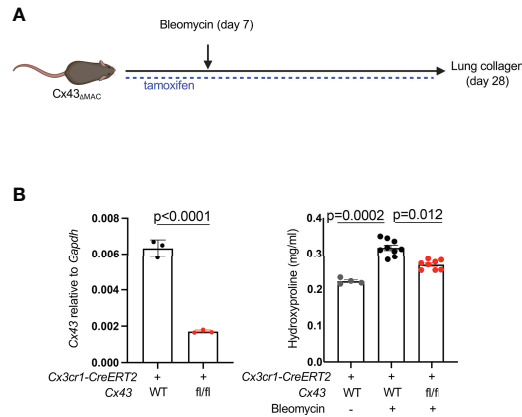 A
Bleomycin (day 7)
Cx43ΔMAC
tamoxifen
Lung collagen
(day 28)
B
Cx43 relative to Gapdh
0.008
0.006
0.004
0.002
0.000
p<0.0001
Cx3cr1-CreERT2 + +
Cx43 WT fl/fl
Hydroxyproline (mg/ml)
0.4
0.3
0.2
0.1
0.0
p=0.0002 p=0.012
Cx3cr1-CreERT2 + + +
Cx43 WT WT fl/fl
Bleomycin - + +